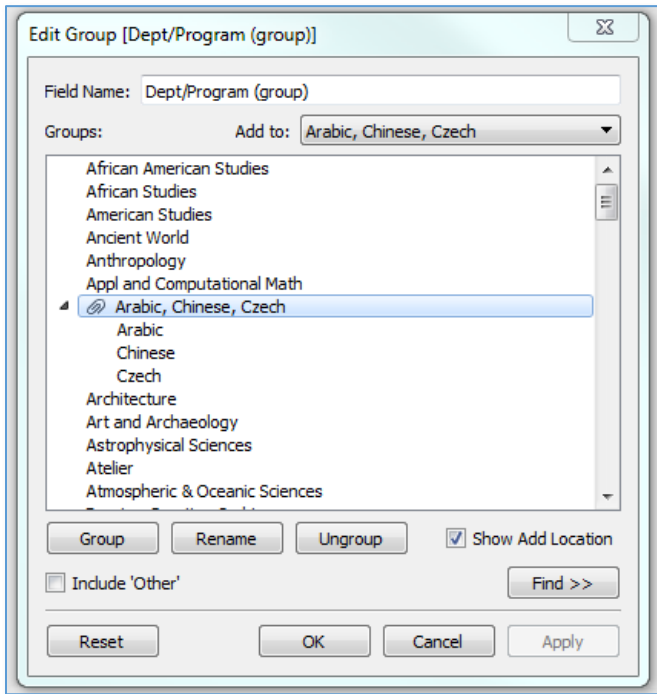 Edit Group [Dept/Program (group)]
Field Name: Dept/Program (group)
Groups: Add to: Arabic, Chinese, Czech
African American Studies
African Studies
American Studies
Ancient World
Anthropology
Appl and Computational Math
Arabic, Chinese, Czech
Arabic
Chinese
Czech
Architecture
Art and Archaeology
Astrophysical Sciences
Atelier
Atmospheric & Oceanic Sciences
Group Rename Ungroup Show Add Location
Include 'Other' Find >>
Reset OK Cancel Apply